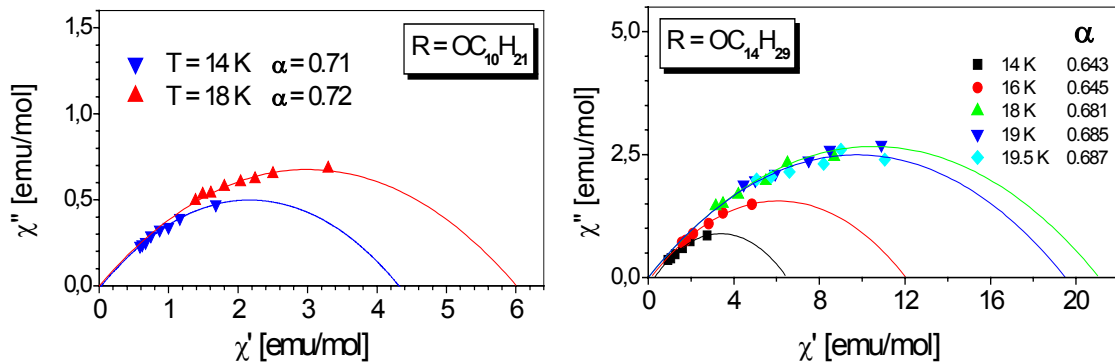 1,5
1,0
0,5
0,0
0 1 2 3 4 5 6
χ'' [emu/mol]
χ' [emu/mol]
R = OC10H21
T = 14 K α = 0.71
T = 18 K α = 0.72
5.0
2.5
0.0
0 4 8 12 16 20
χ'' [emu/mol]
χ' [emu/mol]
R = OC14H29
α
14 K 0.643
16 K 0.645
18 K 0.681
19 K 0.685
19.5 K 0.687